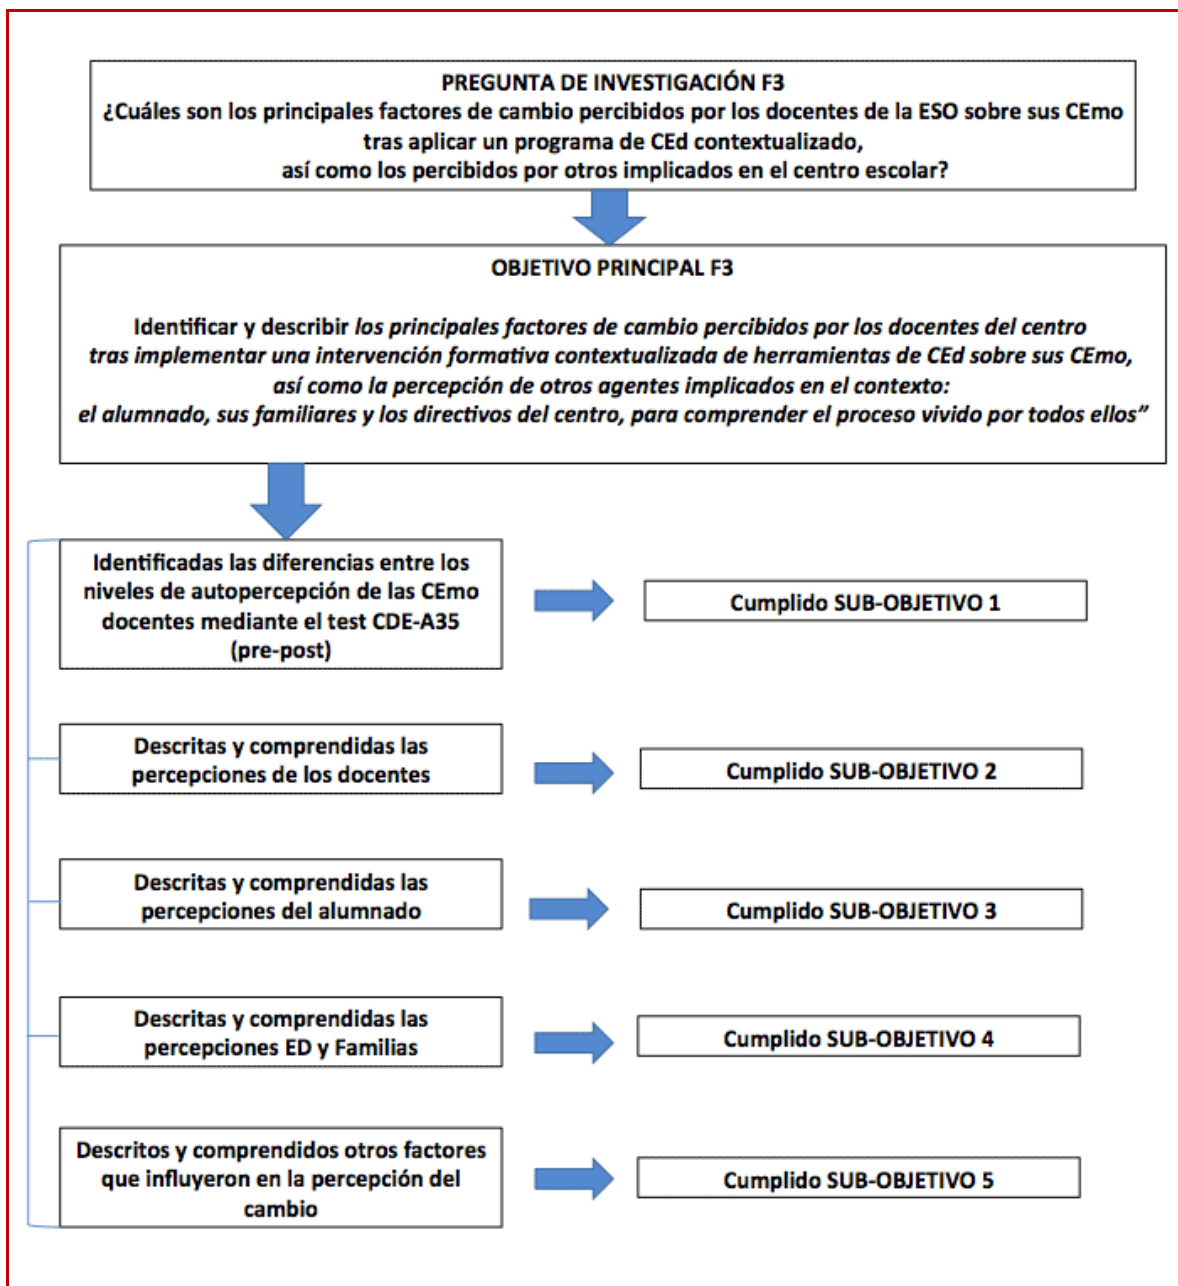 PREGUNTA DE INVESTIGACIÓN F3
¿Cuáles son los principales factores de cambio percibidos por los docentes de la ESO sobre sus CEmo
tras aplicar un programa de CEd contextualizado,
así como los percibidos por otros implicados en el centro escolar?
OBJETIVO PRINCIPAL F3
Identificar y describir los principales factores de cambio percibidos por los docentes del centro
tras implementar una intervención formativa contextualizada de herramientas de CEd sobre sus CEmo,
así como la percepción de otros agentes implicados en el contexto:
el alumnado, sus familiares y los directivos del centro, para comprender el proceso vivido por todos ellos”
Identificadas las diferencias entre los
niveles de autopercepción de las CEmo
docentes mediante el test CDE-A35
(pre-post)
Cumplido SUB-OBJETIVO 1
Descritas y comprendidas las
percepciones de los docentes
Cumplido SUB-OBJETIVO 2
Descritas y comprendidas las
percepciones del alumnado
Cumplido SUB-OBJETIVO 3
Descritas y comprendidas las
percepciones ED y Familias
Cumplido SUB-OBJETIVO 4
Descritos y comprendidos otros factores
que influyeron en la percepción del
cambio
Cumplido SUB-OBJETIVO 5